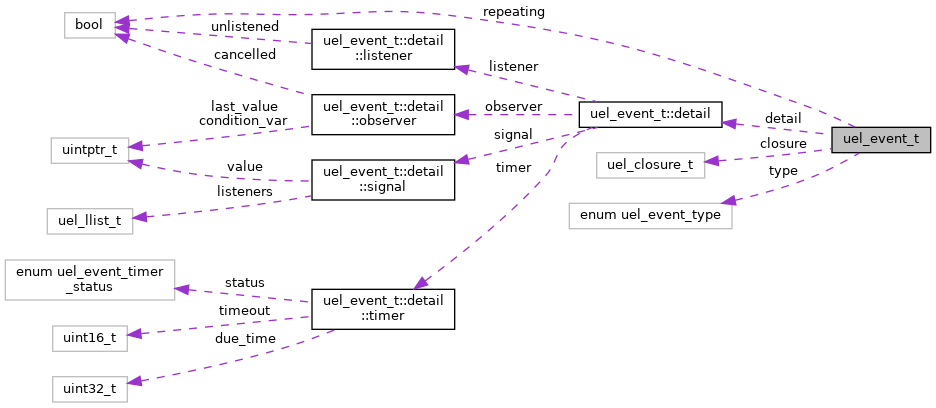 repeating
bool
unlistened
uel_event_t::detail
::listener
cancelled
listener
last_value
condition_var
uel_event_t::detail
::observer
observer
uel_event_t::detail
detail
uel_event_t
signal
closure
uintptr_t
value
uel_event_t::detail
::signal
timer
uel_closure_t
type
listeners
uel_llist_t
enum uel_event_type
enum uel_event_timer
_status
status
timeout
uel_event_t::detail
::timer
uint16_t
due_time
uint32_t